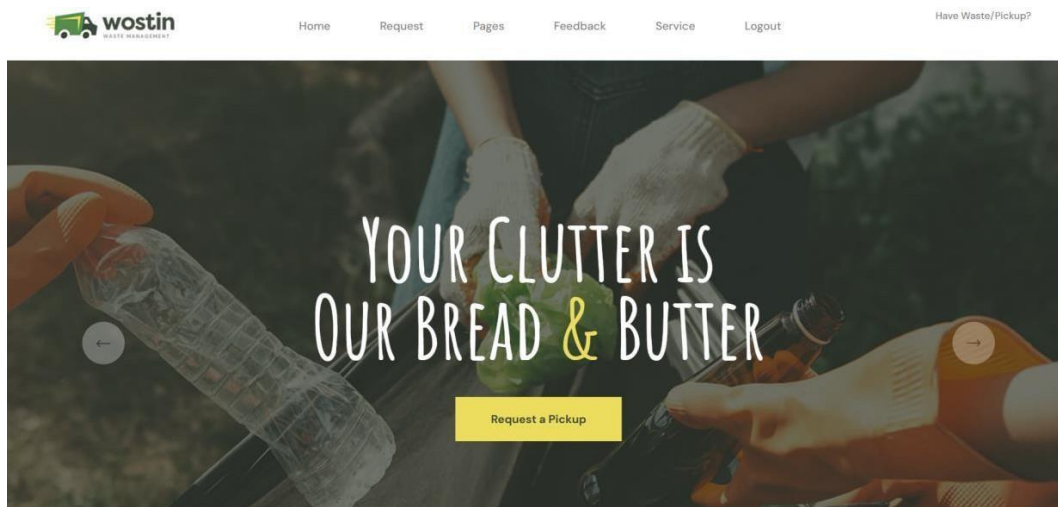 wostin
WASTE MANAGEMENT
Home Request Pages Feedback Service Logout
Have Waste/Pickup?
YOUR CLUTTER IS
OUR BREAD & BUTTER
← →
Request a Pickup